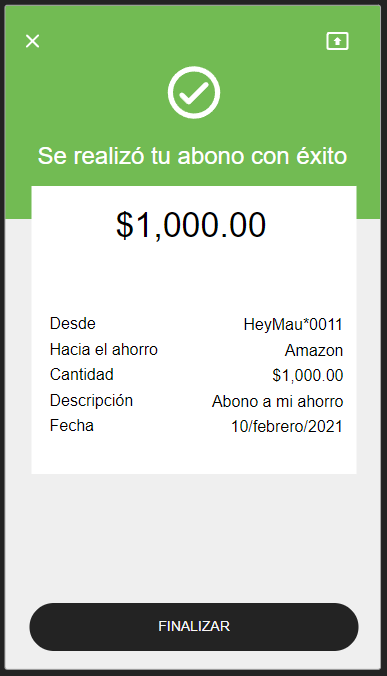 Se realizó tu abono con éxito
$1,000.00
Desde HeyMau*0011
Hacia el ahorro Amazon
Cantidad $1,000.00
Descripción Abono a mi ahorro
Fecha 10/febrero/2021
FINALIZAR